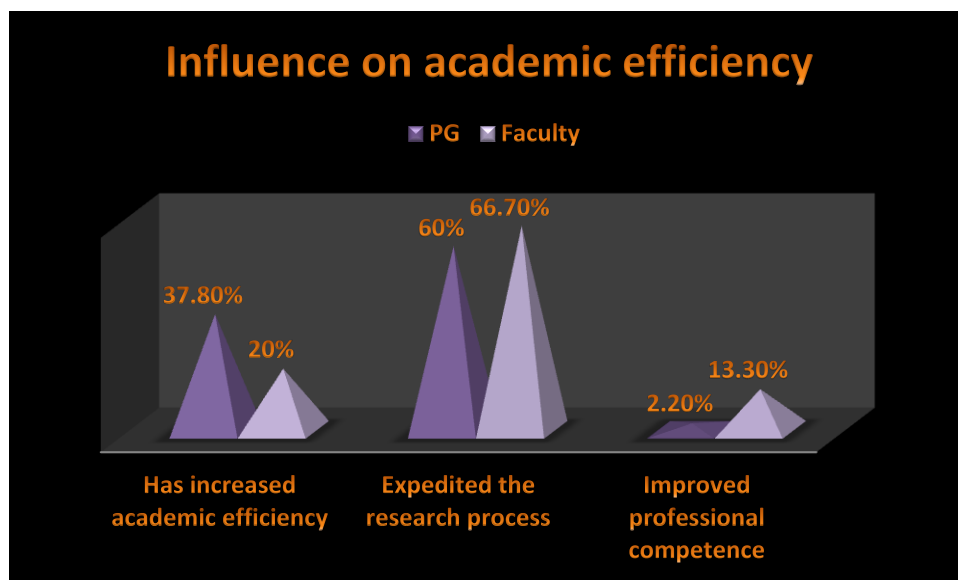 Influence on academic efficiency
PG Faculty
37.80%
20%
60%
66.70%
2.20%
13.30%
Has increased
academic efficiency
Expedited the
research process
Improved
professional
competence